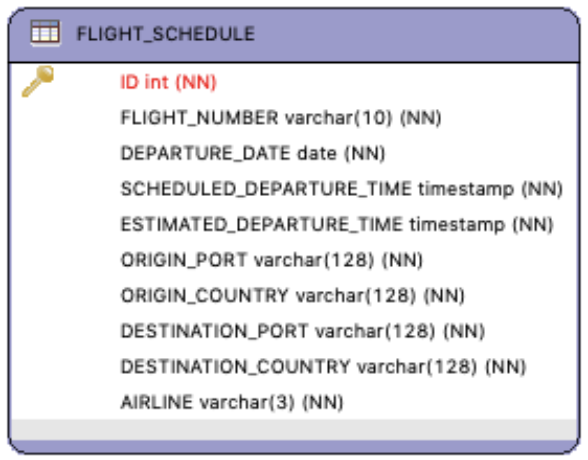 FLIGHT_SCHEDULE
ID int (NN)
FLIGHT_NUMBER varchar(10) (NN)
DEPARTURE_DATE date (NN)
SCHEDULED_DEPARTURE_TIME timestamp (NN)
ESTIMATED_DEPARTURE_TIME timestamp (NN)
ORIGIN_PORT varchar(128) (NN)
ORIGIN_COUNTRY varchar(128) (NN)
DESTINATION_PORT varchar(128) (NN)
DESTINATION_COUNTRY varchar(128) (NN)
AIRLINE varchar(3) (NN)